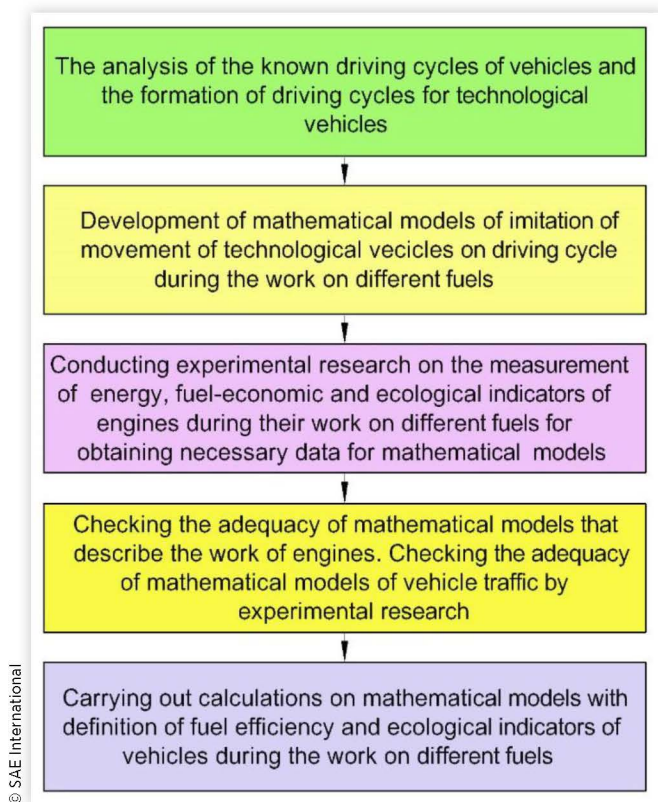 The analysis of the known driving cycles of vehicles and
the formation of driving cycles for technological
vehicles
Development of mathematical models of imitation of
movement of technological vecicles on driving cycle
during the work on different fuels
Conducting experimental research on the measurement
of energy, fuel-economic and ecological indicators of
engines during their work on different fuels for
obtaining necessary data for mathematical models
Checking the adequacy of mathematical models that
describe the work of engines. Checking the adequacy
of mathematical models of vehicle traffic by
experimental research
Carrying out calculations on mathematical models with
definition of fuel efficiency and ecological indicators of
vehicles during the work on different fuels
© SAE International